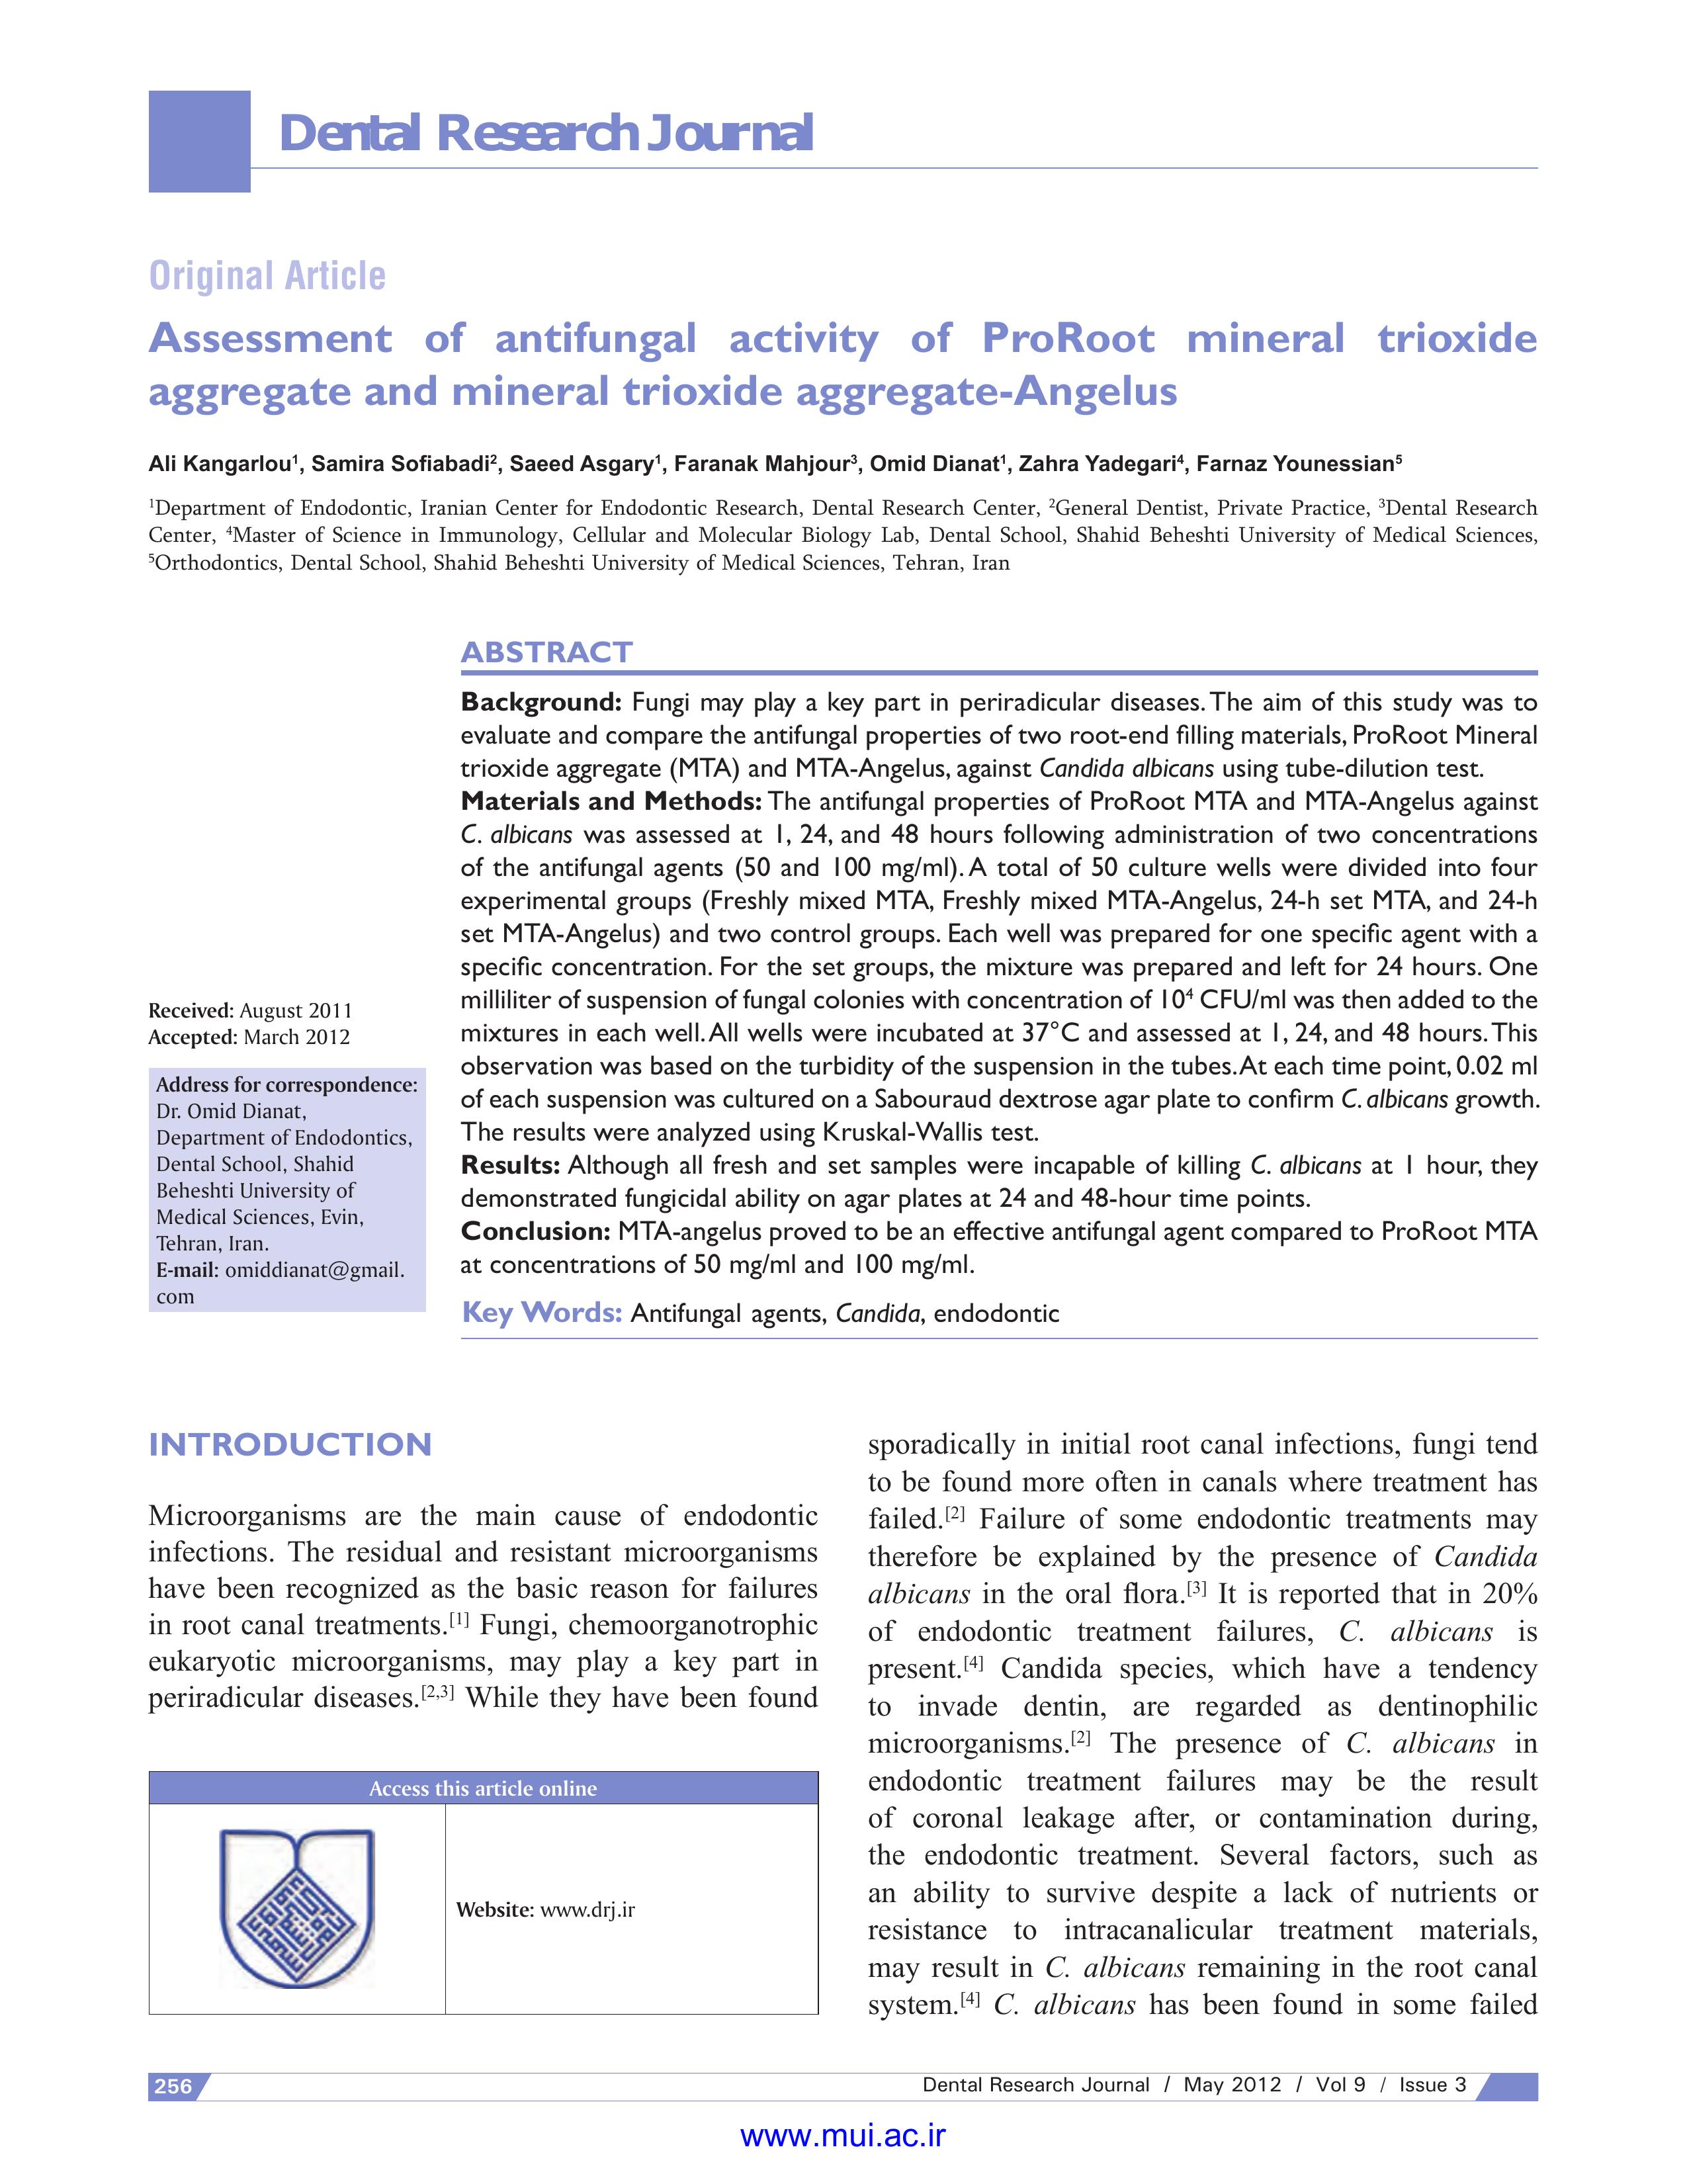 Dental Research Journal
Original Article
Assessment of antifungal activity of ProRoot mineral trioxide
aggregate and mineral trioxide aggregate-Angelus
Ali Kangarlou¹, Samira Sofiabadi², Saeed Asgary¹, Faranak Mahjour³, Omid Dianat¹, Zahra Yadegari⁴, Farnaz Younessian⁵
¹Department of Endodontic, Iranian Center for Endodontic Research, Dental Research Center, ²General Dentist, Private Practice, ³Dental Research
Center, ⁴Master of Science in Immunology, Cellular and Molecular Biology Lab, Dental School, Shahid Beheshti University of Medical Sciences,
⁵Orthodontics, Dental School, Shahid Beheshti University of Medical Sciences, Tehran, Iran
Received: August 2011
Accepted: March 2012
Address for correspondence:
Dr. Omid Dianat,
Department of Endodontics,
Dental School, Shahid
Beheshti University of
Medical Sciences, Evin,
Tehran, Iran.
E-mail: omiddianat@gmail.
com
ABSTRACT
Background: Fungi may play a key part in periradicular diseases. The aim of this study was to
evaluate and compare the antifungal properties of two root-end filling materials, ProRoot Mineral
trioxide aggregate (MTA) and MTA-Angelus, against Candida albicans using tube-dilution test.
Materials and Methods: The antifungal properties of ProRoot MTA and MTA-Angelus against
C. albicans was assessed at 1, 24, and 48 hours following administration of two concentrations
of the antifungal agents (50 and 100 mg/ml). A total of 50 culture wells were divided into four
experimental groups (Freshly mixed MTA, Freshly mixed MTA-Angelus, 24-h set MTA, and 24-h
set MTA-Angelus) and two control groups. Each well was prepared for one specific agent with a
specific concentration. For the set groups, the mixture was prepared and left for 24 hours. One
milliliter of suspension of fungal colonies with concentration of 10⁴ CFU/ml was then added to the
mixtures in each well. All wells were incubated at 37°C and assessed at 1, 24, and 48 hours. This
observation was based on the turbidity of the suspension in the tubes. At each time point, 0.02 ml
of each suspension was cultured on a Sabouraud dextrose agar plate to confirm C. albicans growth.
The results were analyzed using Kruskal-Wallis test.
Results: Although all fresh and set samples were incapable of killing C. albicans at 1 hour, they
demonstrated fungicidal ability on agar plates at 24 and 48-hour time points.
Conclusion: MTA-angelus proved to be an effective antifungal agent compared to ProRoot MTA
at concentrations of 50 mg/ml and 100 mg/ml.
Key Words: Antifungal agents, Candida, endodontic
INTRODUCTION
Microorganisms are the main cause of endodontic
infections. The residual and resistant microorganisms
have been recognized as the basic reason for failures
in root canal treatments.[1] Fungi, chemoorganotrophic
eukaryotic microorganisms, may play a key part in
periradicular diseases.[2,3] While they have been found
Access this article online
Website: www.drj.ir
sporadically in initial root canal infections, fungi tend
to be found more often in canals where treatment has
failed.[2] Failure of some endodontic treatments may
therefore be explained by the presence of Candida
albicans in the oral flora.[3] It is reported that in 20%
of endodontic treatment failures, C. albicans is
present.[4] Candida species, which have a tendency
to invade dentin, are regarded as dentinophilic
microorganisms.[2] The presence of C. albicans in
endodontic treatment failures may be the result
of coronal leakage after, or contamination during,
the endodontic treatment. Several factors, such as
an ability to survive despite a lack of nutrients or
resistance to intracanalicular treatment materials,
may result in C. albicans remaining in the root canal
system.[4] C. albicans has been found in some failed
256
Dental Research Journal / May 2012 / Vol 9 / Issue 3
www.mui.ac.ir